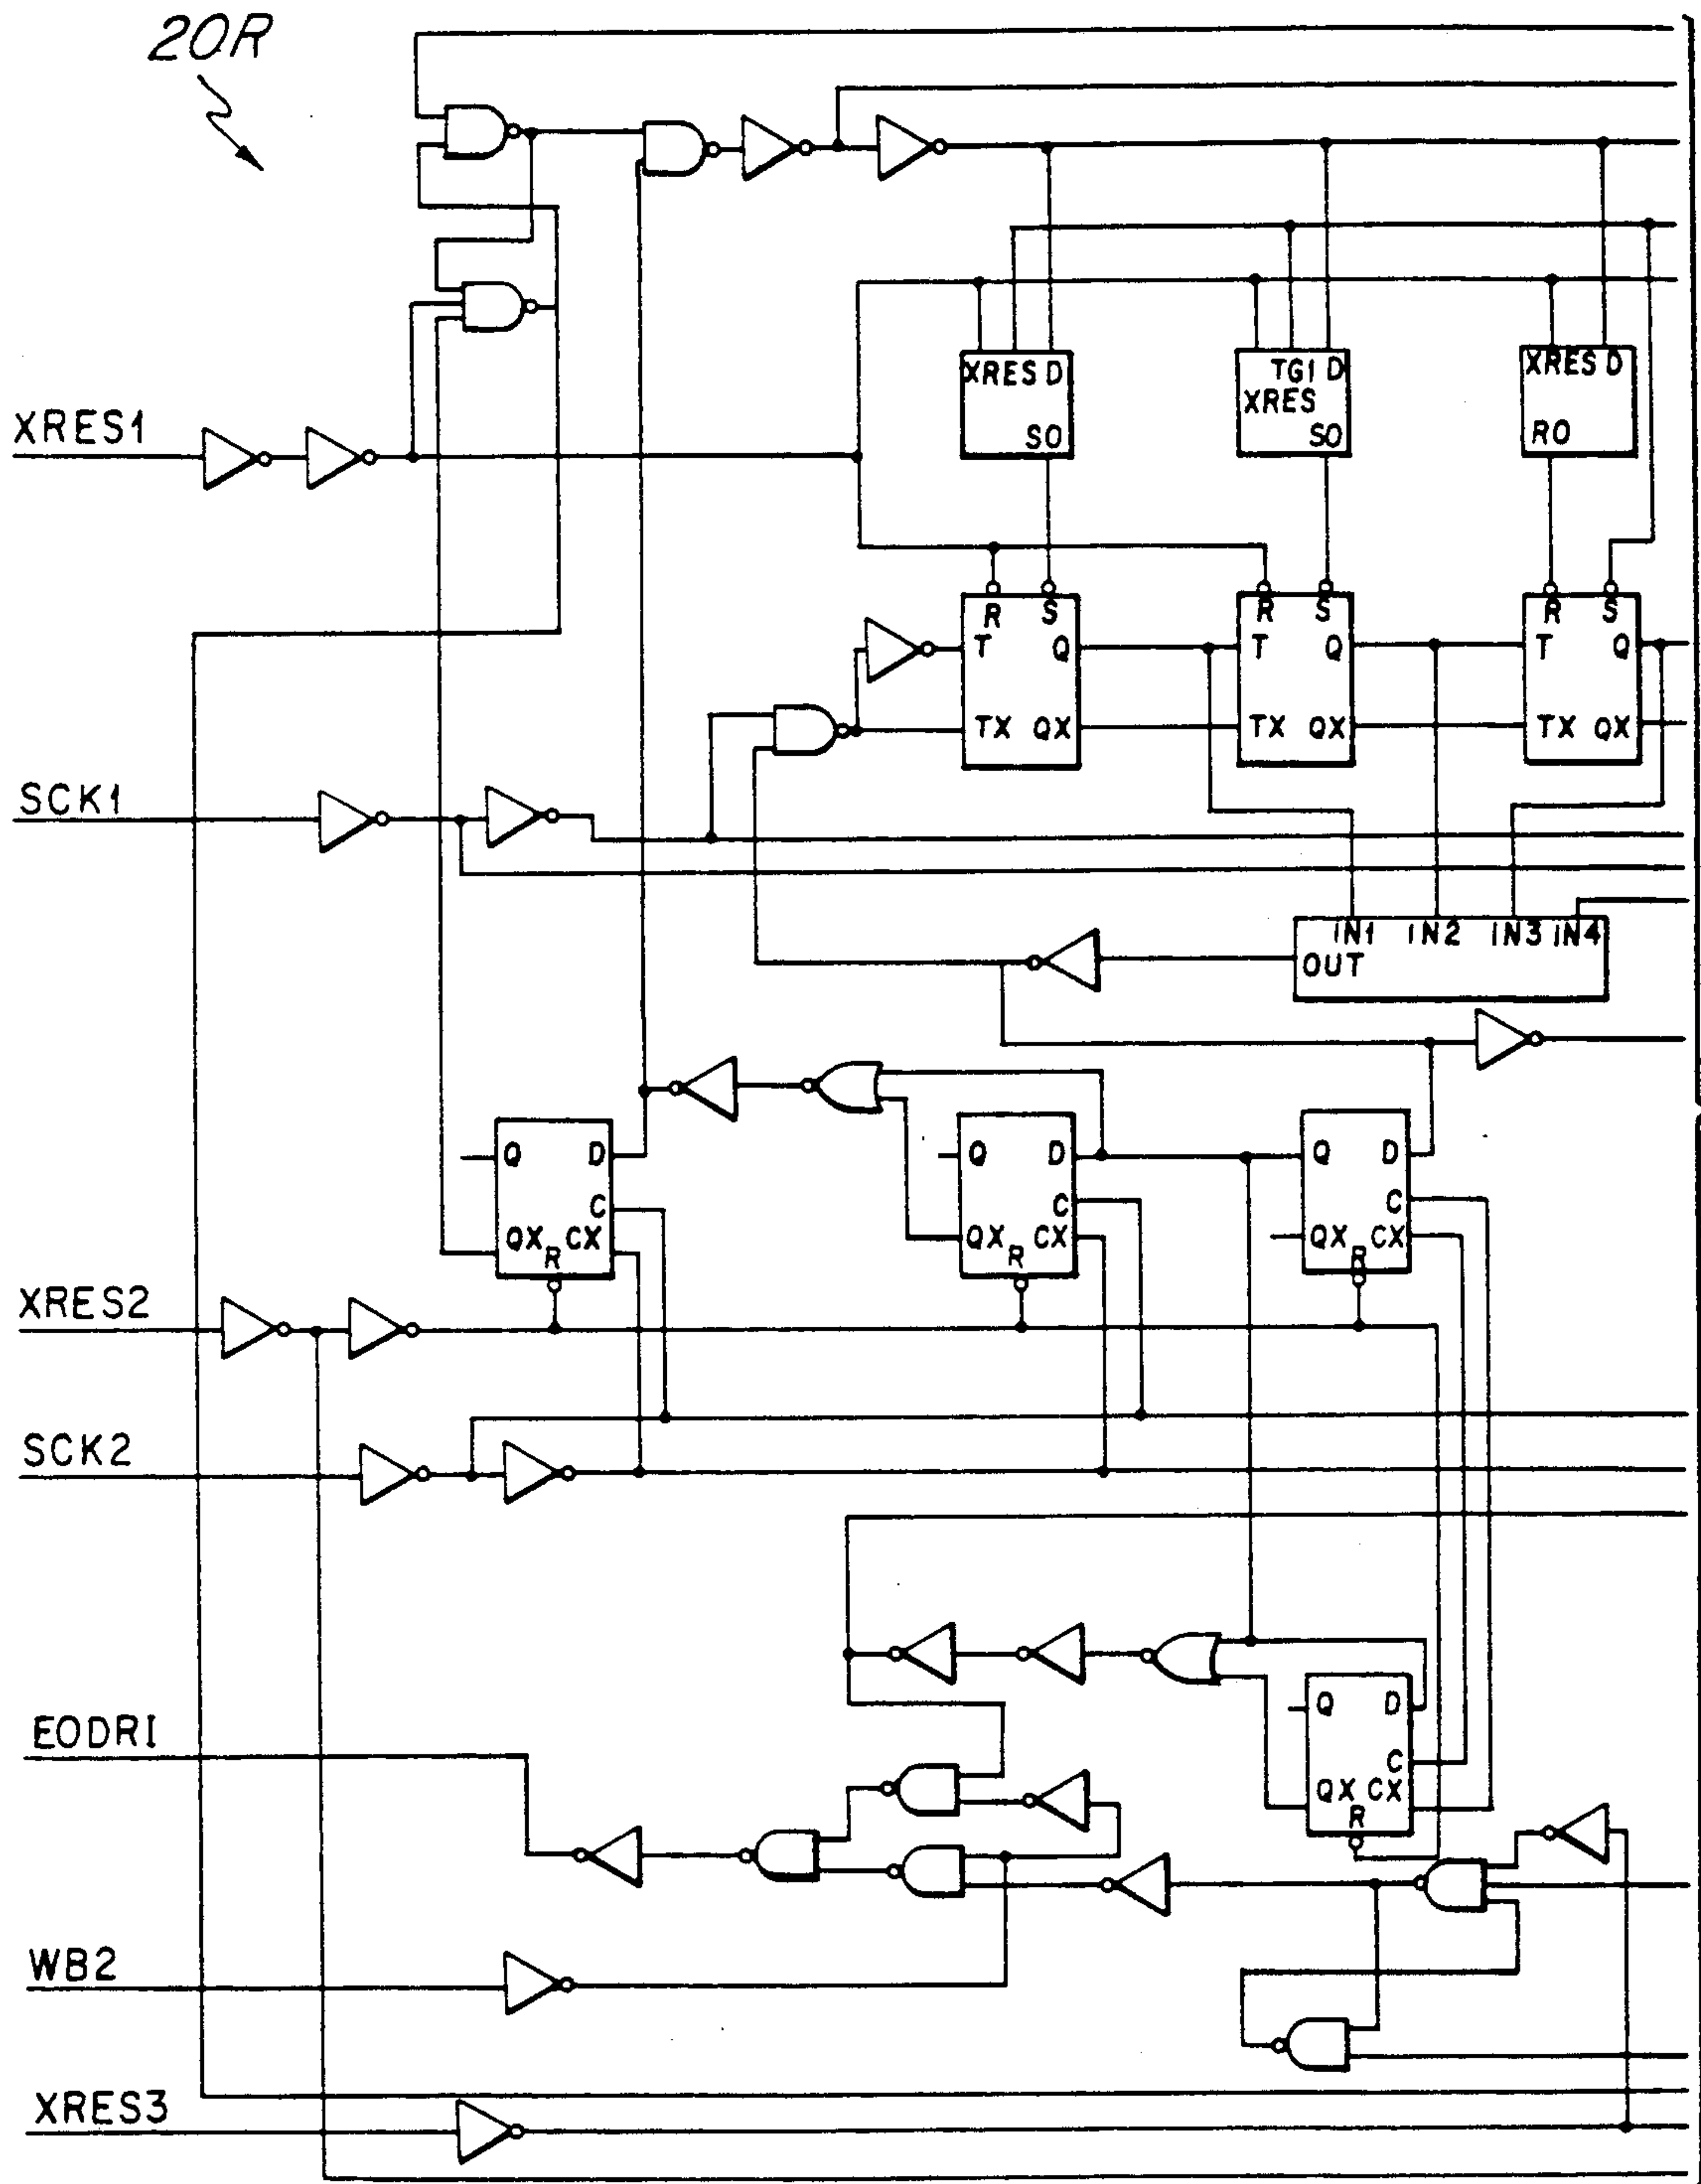 20R
XRES D
SO
TG1 D
XRES
SO
XRES D
RO
XRES1
R S
T Q
TX QX
R S
T Q
TX QX
R S
T Q
TX QX
SCK1
IN1 IN2 IN3 IN4
OUT
Q D
C
QX R CX
Q D
C
QX R CX
Q D
C
QX R CX
XRES2
SCK2
Q D
C
QX CX
R
EODRI
WB2
XRES3